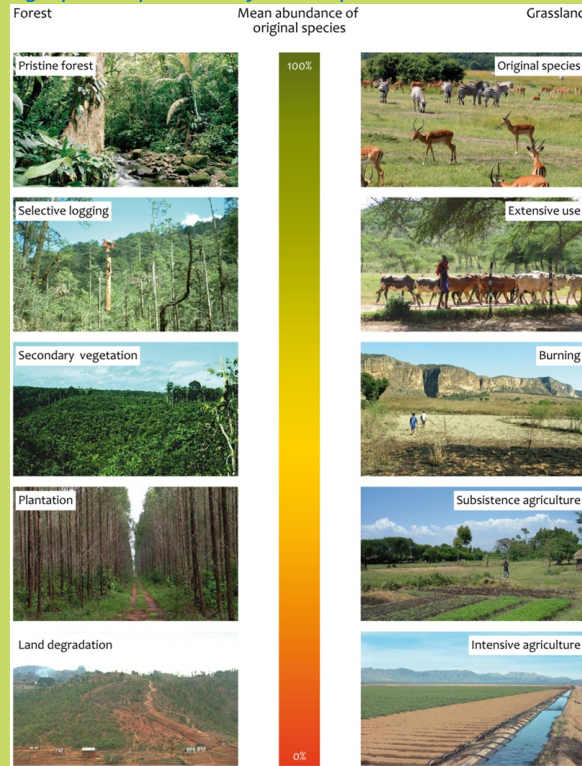 Forest
Mean abundance of
original species
Grassland
100%
Pristine forest
Original species
Selective logging
Extensive use
Secondary vegetation
Burning
Plantation
Subsistence agriculture
Land degradation
Intensive agriculture
0%